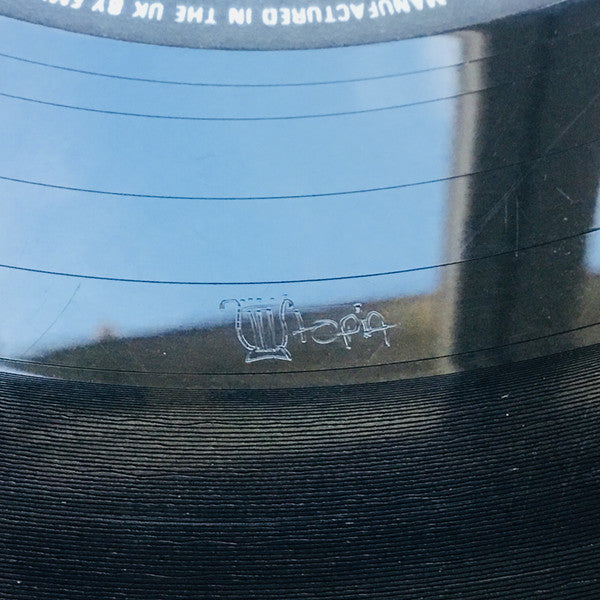 MANUFACTURED IN THE UK BY
Utopia